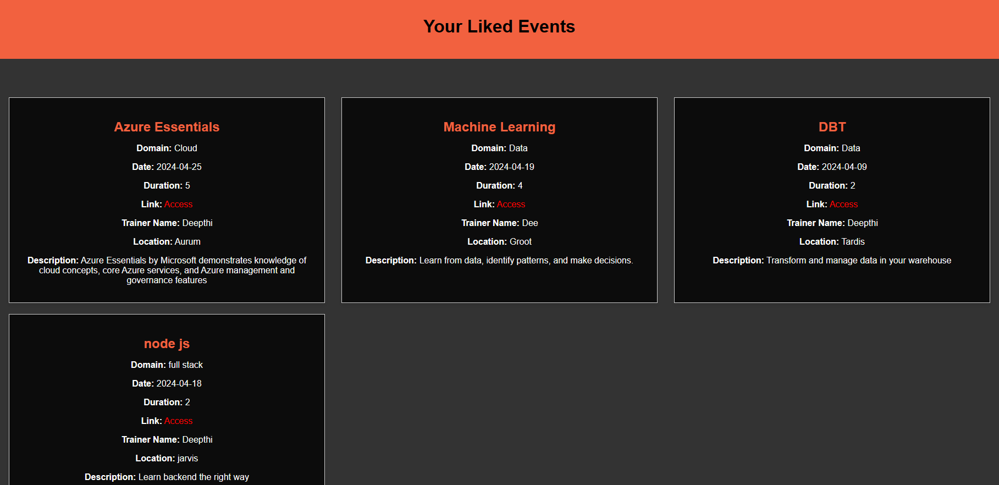 Your Liked Events
Azure Essentials
Domain: Cloud
Date: 2024-04-25
Duration: 5
Link: Access
Trainer Name: Deepthi
Location: Aurum
Description: Azure Essentials by Microsoft demonstrates knowledge of
cloud concepts, core Azure services, and Azure management and
governance features
Machine Learning
Domain: Data
Date: 2024-04-19
Duration: 4
Link: Access
Trainer Name: Dee
Location: Groot
Description: Learn from data, identify patterns, and make decisions.
DBT
Domain: Data
Date: 2024-04-09
Duration: 2
Link: Access
Trainer Name: Deepthi
Location: Tardis
Description: Transform and manage data in your warehouse
node js
Domain: full stack
Date: 2024-04-18
Duration: 2
Link: Access
Trainer Name: Deepthi
Location: jarvis
Description: Learn backend the right way